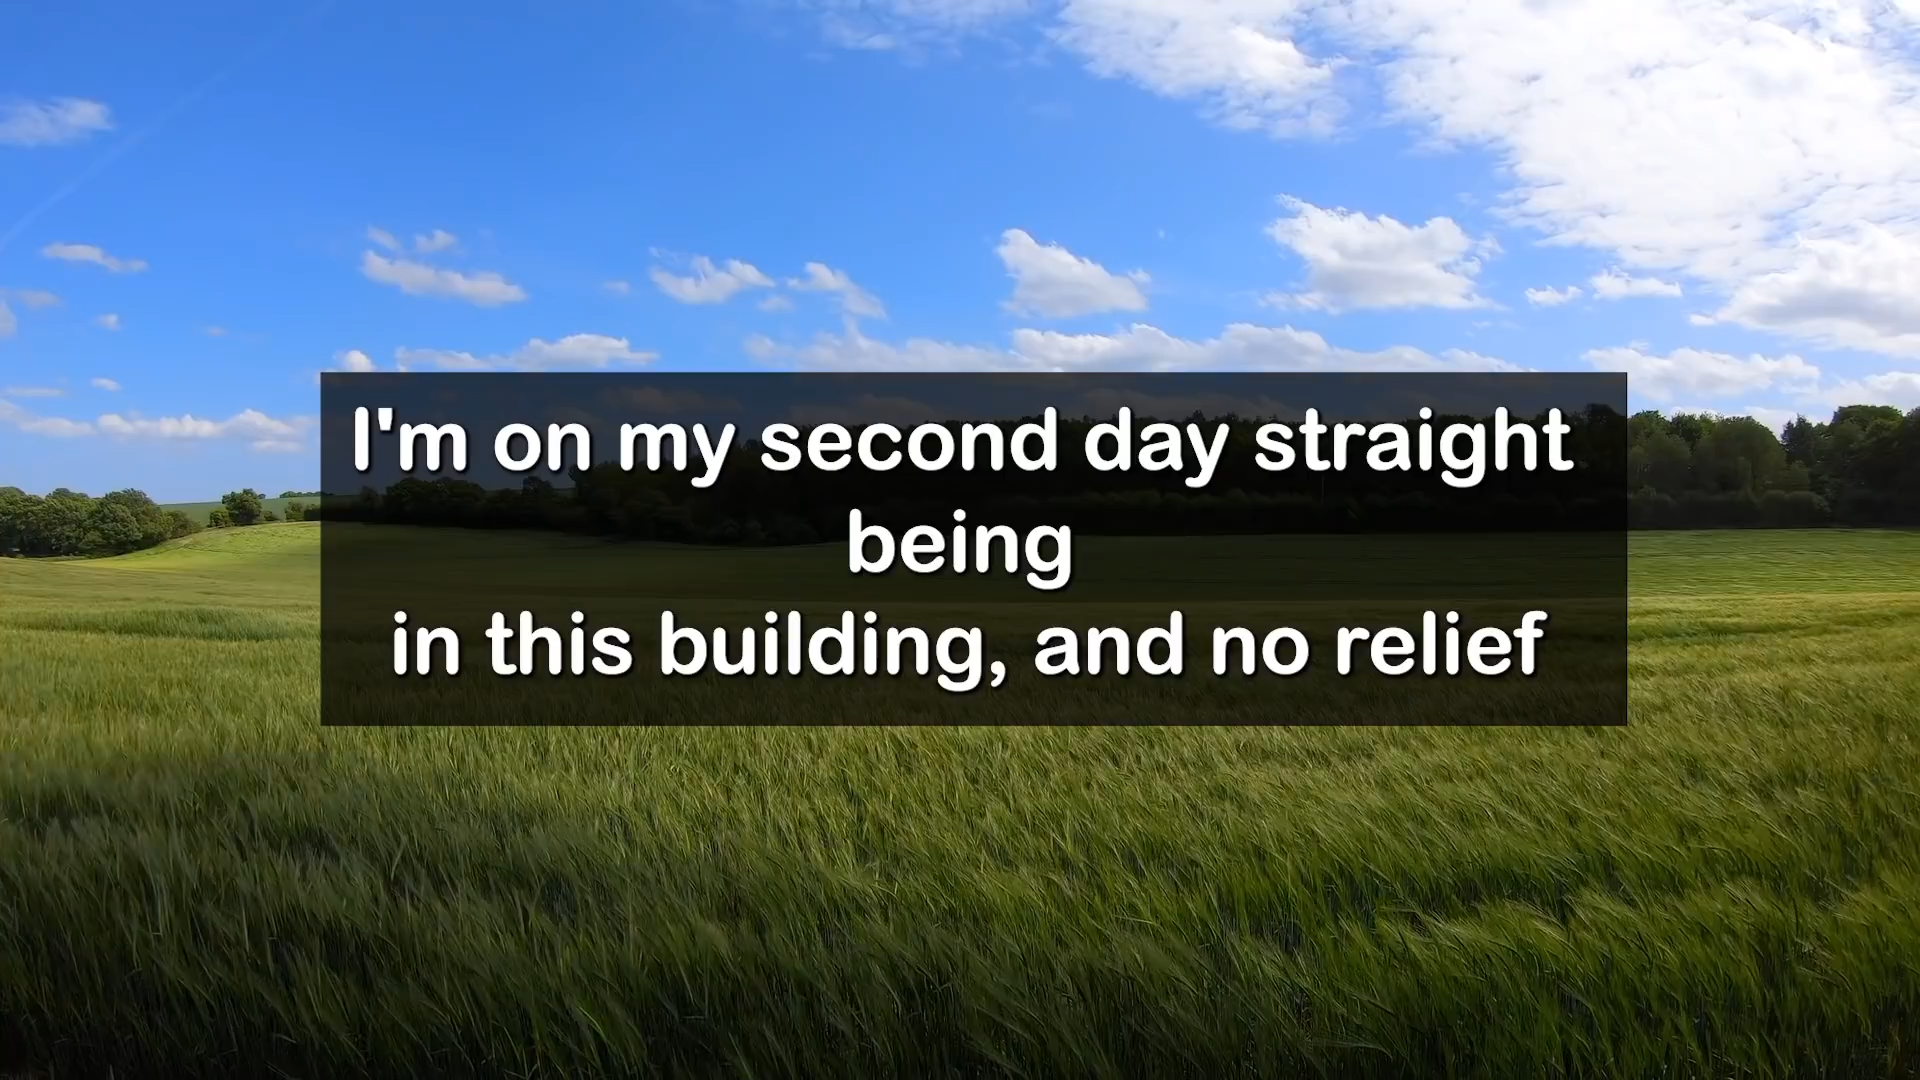 I'm on my second day straight
being
in this building, and no relief